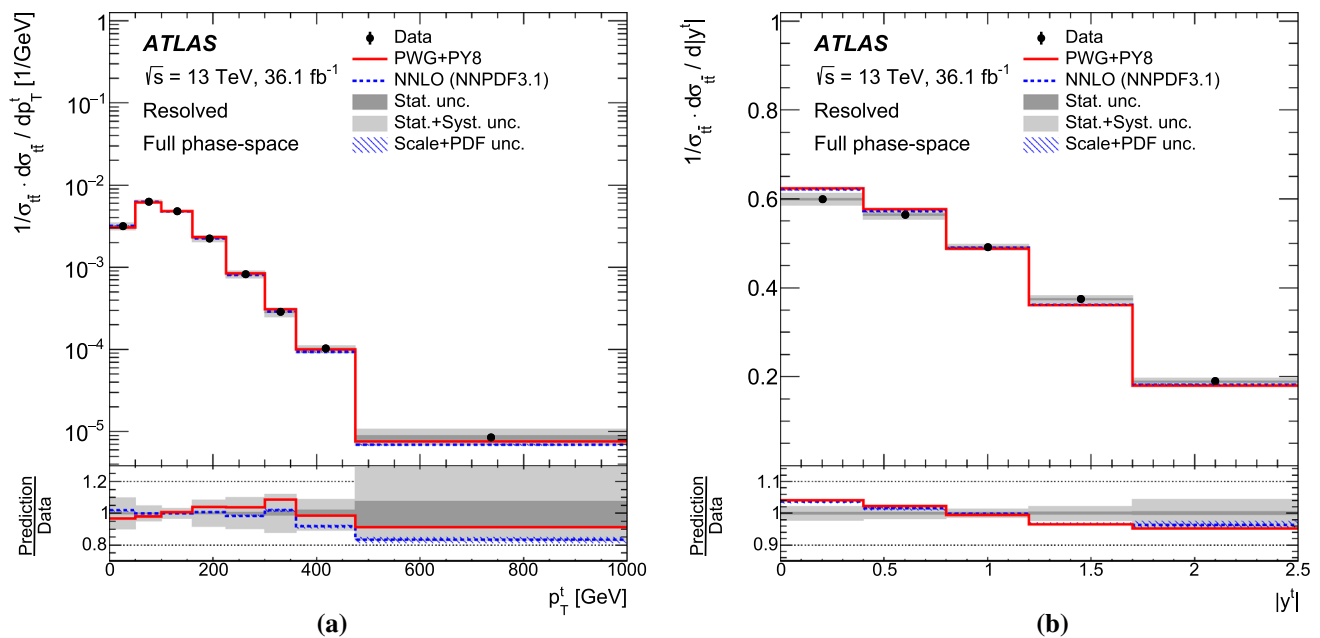 1/σtt̄ · dσtt̄ / dpTt [1/GeV]
1
10−1
10−2
10−3
10−4
10−5
ATLAS
√s = 13 TeV, 36.1 fb-1
Resolved
Full phase-space
Data
PWG+PY8
NNLO (NNPDF3.1)
Stat. unc.
Stat.+Syst. unc.
Scale+PDF unc.
Prediction
Data
1.2
1
0.8
0 200 400 600 800 1000
pTt [GeV]
(a)
1/σtt̄ · dσtt̄ / d|yt|
1
0.8
0.6
0.4
0.2
ATLAS
√s = 13 TeV, 36.1 fb-1
Resolved
Full phase-space
Data
PWG+PY8
NNLO (NNPDF3.1)
Stat. unc.
Stat.+Syst. unc.
Scale+PDF unc.
Prediction
Data
1.1
1
0.9
0 0.5 1 1.5 2 2.5
|yt|
(b)